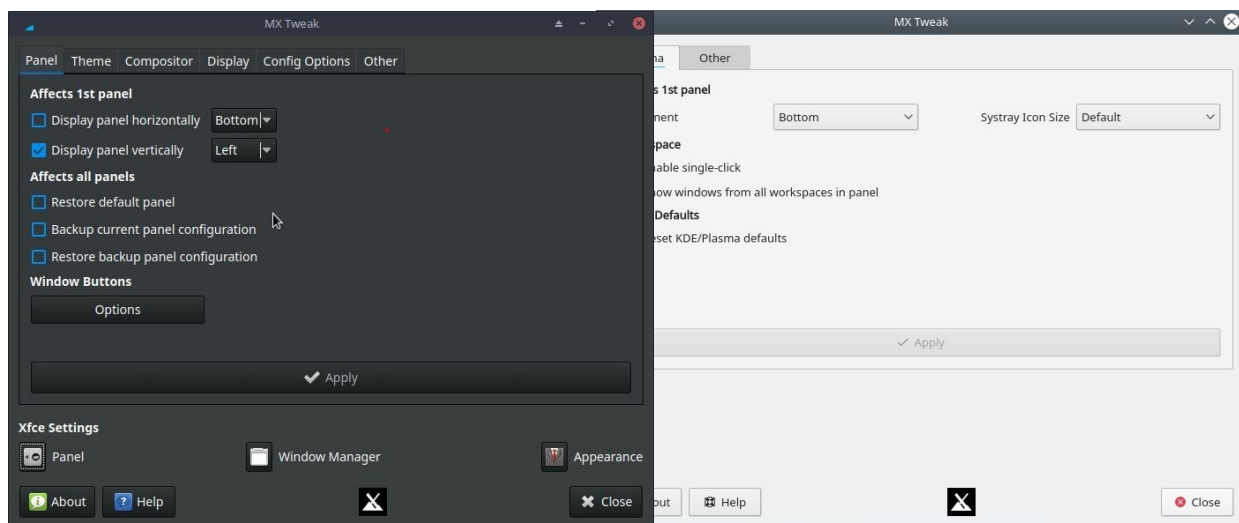 MX Tweak
Panel Theme Compositor Display Config Options Other
Affects 1st panel
Display panel horizontally Bottom
Display panel vertically Left
Affects all panels
Restore default panel
Backup current panel configuration
Restore backup panel configuration
Window Buttons
Options
Apply
Xfce Settings
Panel Window Manager Appearance
About Help Close
MX Tweak
Other
1st panel
Bottom Systray Icon Size Default
single-click
windows from all workspaces in panel
Defaults
KDE/Plasma defaults
Apply
Help Close